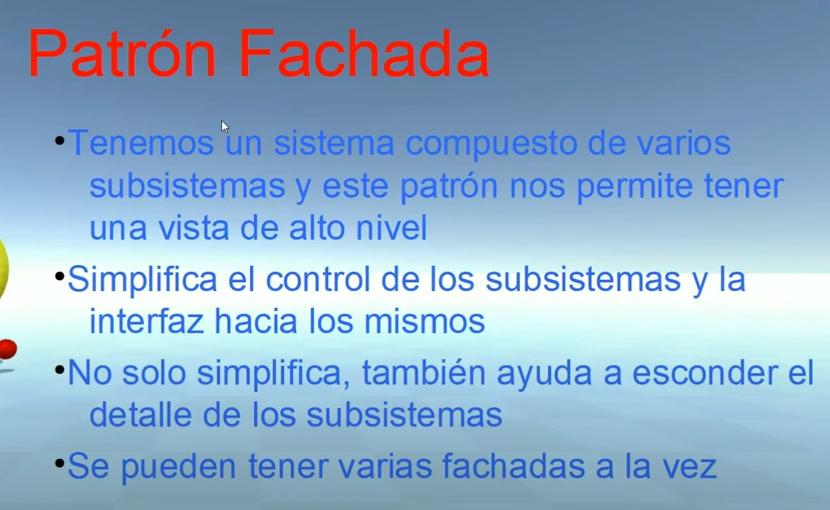 Patrón Fachada
•Tenemos un sistema compuesto de varios
subsistemas y este patrón nos permite tener
una vista de alto nivel
•Simplifica el control de los subsistemas y la
interfaz hacia los mismos
•No solo simplifica, también ayuda a esconder el
detalle de los subsistemas
•Se pueden tener varias fachadas a la vez